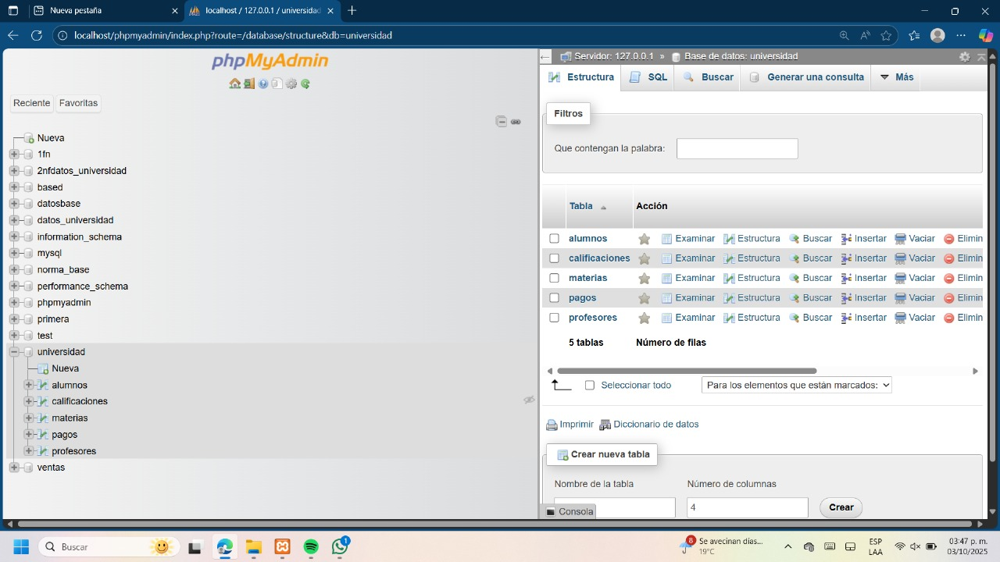 Nueva pestaña
localhost / 127.0.0.1 / universidad
localhost/phpmyadmin/index.php?route=/database/structure&db=universidad
phpMyAdmin
Reciente
Favoritas
Nueva
1fn
2nfdatos_universidad
based
datosbase
datos_universidad
information_schema
mysql
norma_base
performance_schema
phpmyadmin
primera
test
universidad
Nueva
alumnos
calificaciones
materias
pagos
profesores
ventas
Servidor: 127.0.0.1 » Base de datos: universidad
Estructura SQL Buscar Generar una consulta Más
Filtros
Que contengan la palabra:
Tabla Acción
alumnos Examinar Estructura Buscar Insertar Vaciar Elimin
calificaciones Examinar Estructura Buscar Insertar Vaciar Elimin
materias Examinar Estructura Buscar Insertar Vaciar Elimin
pagos Examinar Estructura Buscar Insertar Vaciar Elimin
profesores Examinar Estructura Buscar Insertar Vaciar Elimin
5 tablas Número de filas
Seleccionar todo Para los elementos que están marcados:
Imprimir Diccionario de datos
Crear nueva tabla
Nombre de la tabla Número de columnas
4 Crear
Consola
Buscar
1
8
Se avecinan días...
19°C
ESP
LAA
03:47 p. m.
03/10/2025